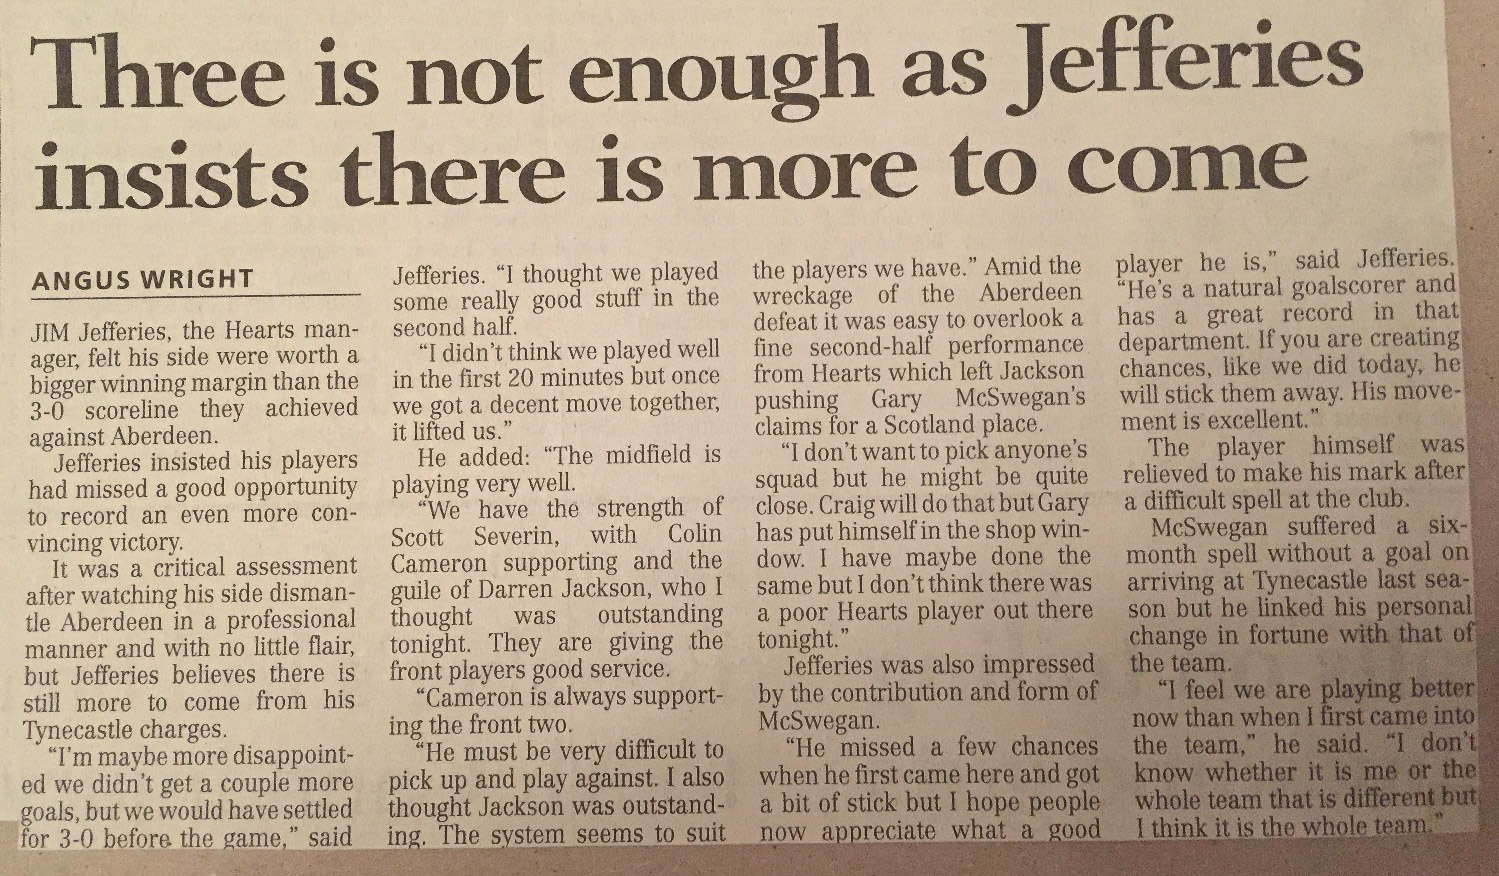 Three is not enough as Jefferies
insists there is more to come
ANGUS WRIGHT
JIM Jefferies, the Hearts man-
ager, felt his side were worth a
bigger winning margin than the
3-0 scoreline they achieved
against Aberdeen.
Jefferies insisted his players
had missed a good opportunity
to record an even more con-
vincing victory.
It was a critical assessment
after watching his side disman-
tle Aberdeen in a professional
manner and with no little flair,
but Jefferies believes there is
still more to come from his
Tynecastle charges.
“I'm maybe more disappoint-
ed we didn't get a couple more
goals, but we would have settled
for 3-0 before the game,” said
Jefferies. “I thought we played
some really good stuff in the
second half.
“I didn't think we played well
in the first 20 minutes but once
we got a decent move together,
it lifted us.”
He added: “The midfield is
playing very well.
“We have the strength of
Scott Severin, with Colin
Cameron supporting and the
guile of Darren Jackson, who I
thought was outstanding
tonight. They are giving the
front players good service.
“Cameron is always support-
ing the front two.
“He must be very difficult to
pick up and play against. I also
thought Jackson was outstand-
ing. The system seems to suit
the players we have.” Amid the
wreckage of the Aberdeen
defeat it was easy to overlook a
fine second-half performance
from Hearts which left Jackson
pushing Gary McSwegan's
claims for a Scotland place.
“I don't want to pick anyone's
squad but he might be quite
close. Craig will do that but Gary
has put himself in the shop win-
dow. I have maybe done the
same but I don't think there was
a poor Hearts player out there
tonight.”
Jefferies was also impressed
by the contribution and form of
McSwegan.
“He missed a few chances
when he first came here and got
a bit of stick but I hope people
now appreciate what a good
player he is,” said Jefferies.
“He's a natural goalscorer and
has a great record in that
department. If you are creating
chances, like we did today, he
will stick them away. His move-
ment is excellent.”
The player himself was
relieved to make his mark after
a difficult spell at the club.
McSwegan suffered a six-
month spell without a goal on
arriving at Tynecastle last sea-
son but he linked his personal
change in fortune with that of
the team.
“I feel we are playing better
now than when I first came into
the team,” he said. “I don't
know whether it is me or the
whole team that is different but
I think it is the whole team.”